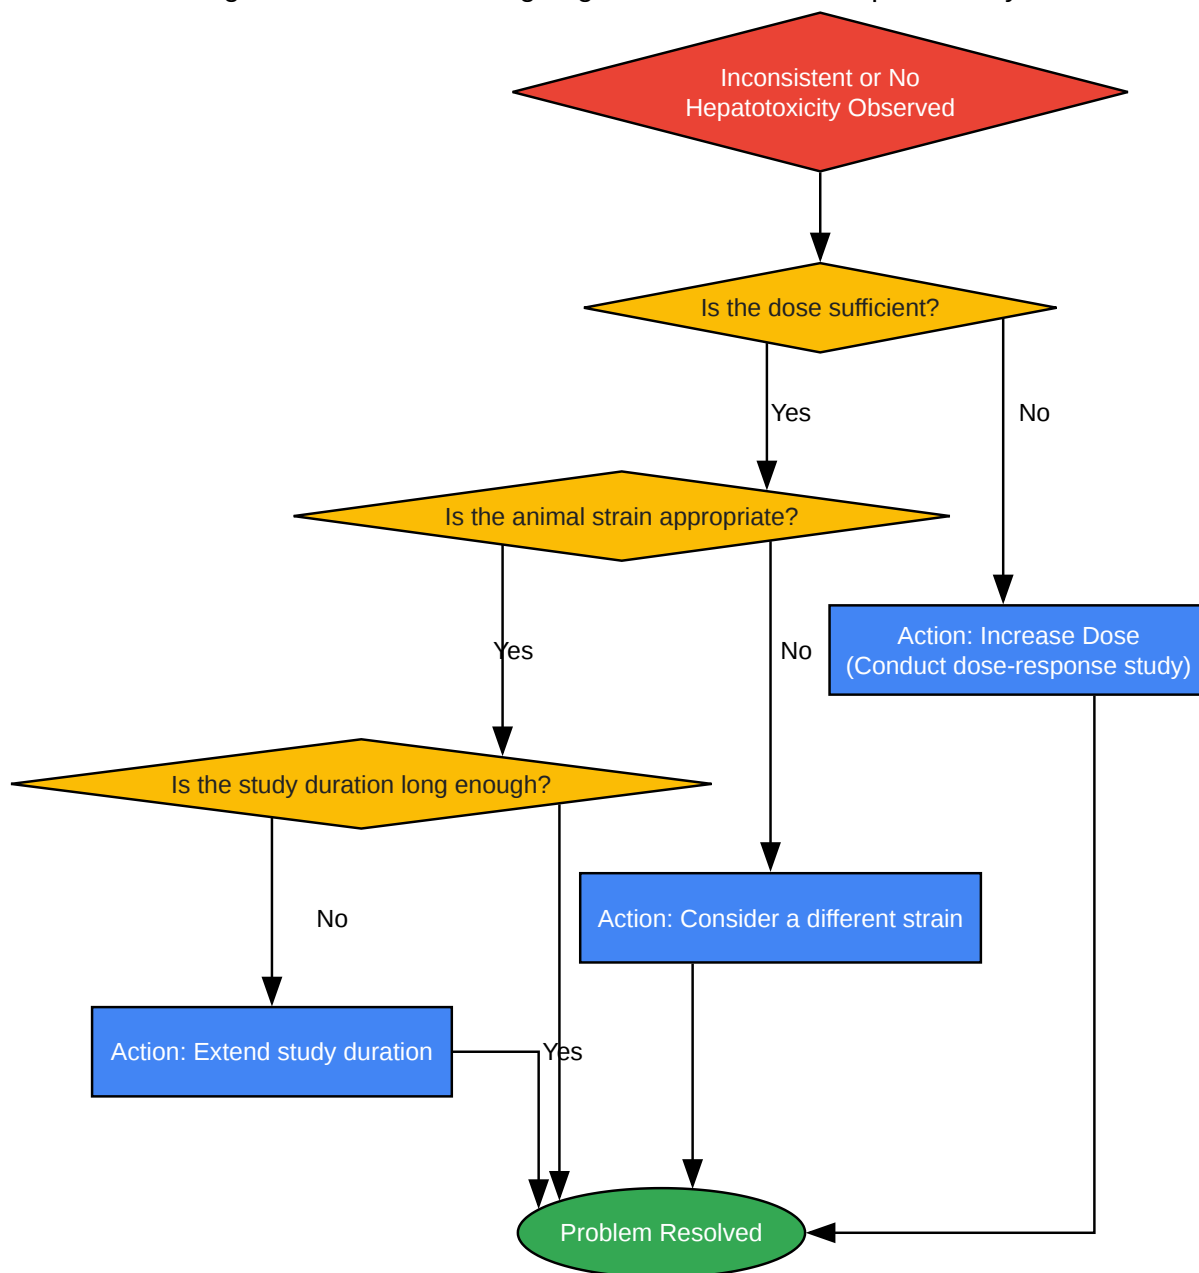 Inconsistent or No
Hepatotoxicity Observed
Is the dose sufficient?
Yes
No
Is the animal strain appropriate?
Yes
No
Action: Increase Dose
(Conduct dose-response study)
Is the study duration long enough?
No
Action: Consider a different strain
Action: Extend study duration
Yes
Problem Resolved